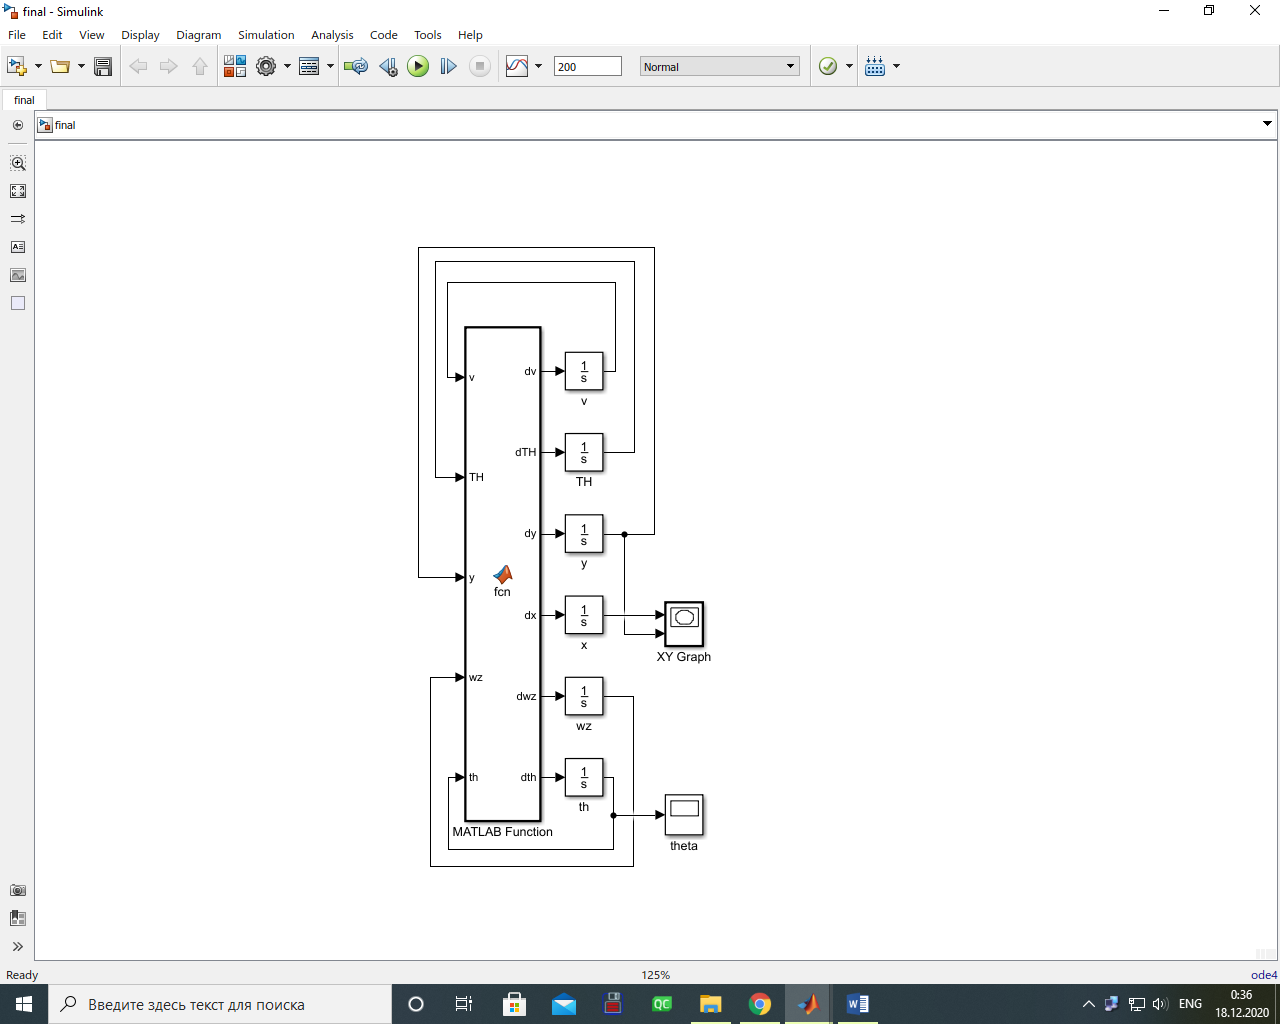 final - Simulink
File Edit View Display Diagram Simulation Analysis Code Tools Help
200 Normal
final
final
v
TH
y
wz
th
fcn
dv
dTH
dy
dx
dwz
dth
MATLAB Function
1
s
v
1
s
TH
1
s
y
1
s
x
1
s
wz
1
s
th
XY Graph
theta
Ready 125% ode4
Введите здесь текст для поиска
QC
ENG
0:36
18.12.2020